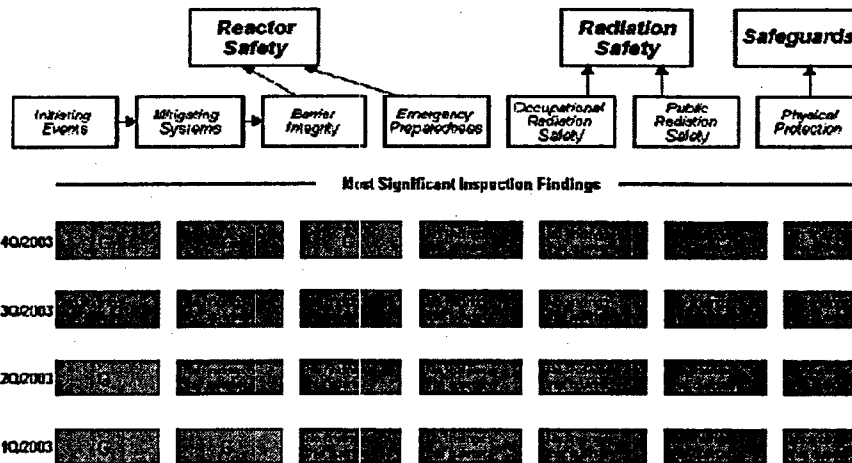 Reactor
Safety
Radiation
Safety
Safeguards
Initiating
Events
Mitigating
Systems
Barrier
Integrity
Emergency
Preparedness
Occupational
Radiation
Safety
Public
Radiation
Safety
Physical
Protection
Most Significant Inspection Findings
4Q/2003
3Q/2003
2Q/2003
1Q/2003